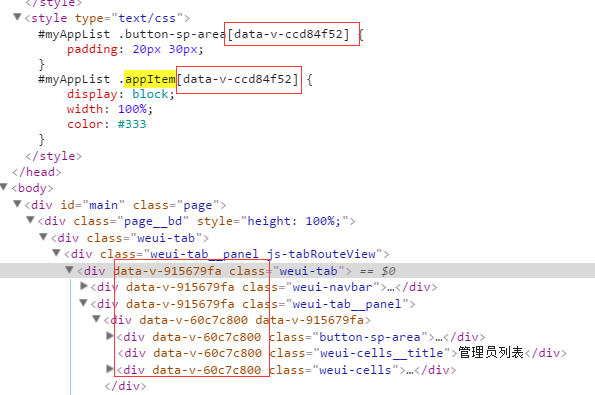 </style>
<style type="text/css">
#myAppList .button-sp-area[data-v-ccd84f52] {
padding: 20px 30px;
}
#myAppList .appItem[data-v-ccd84f52] {
display: block;
width: 100%;
color: #333
}
</style>
</head>
<body>
<div id="main" class="page">
<div class="page__bd" style="height: 100%;">
<div class="weui-tab">
<div class="weui-tab__panel js-tabRouteView">
<div data-v-915679fa class="weui-tab"> == $0
<div data-v-915679fa class="weui-navbar">…</div>
<div data-v-915679fa class="weui-tab__panel">
<div data-v-60c7c800 data-v-915679fa>
<div data-v-60c7c800 class="button-sp-area">…</div>
<div data-v-60c7c800 class="weui-cells__title">管理员列表</div>
<div data-v-60c7c800 class="weui-cells">…</div>
</div>